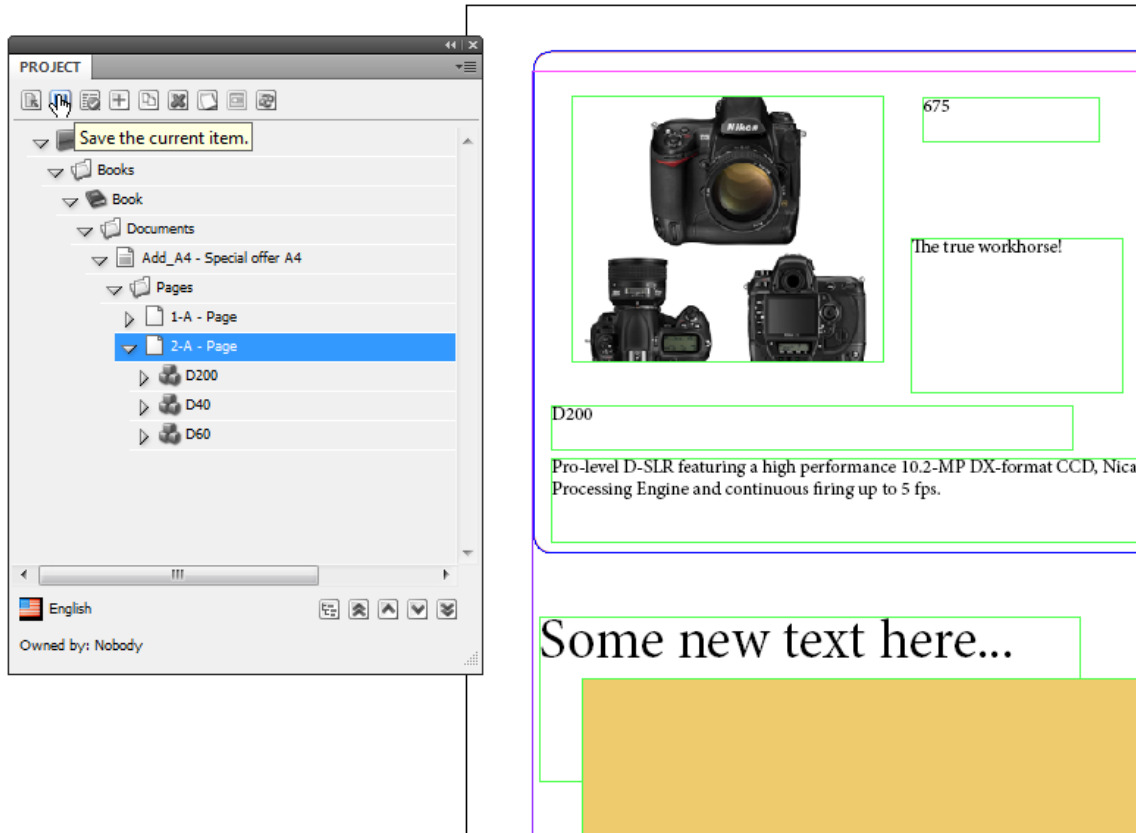 PROJECT
Save the current item.
Books
Book
Documents
Add_A4 - Special offer A4
Pages
1-A - Page
2-A - Page
D200
D40
D60
English
Owned by: Nobody
Nikon
675
The true workhorse!
D200
Pro-level D-SLR featuring a high performance 10.2-MP DX-format CCD, Nica
Processing Engine and continuous firing up to 5 fps.
Some new text here...